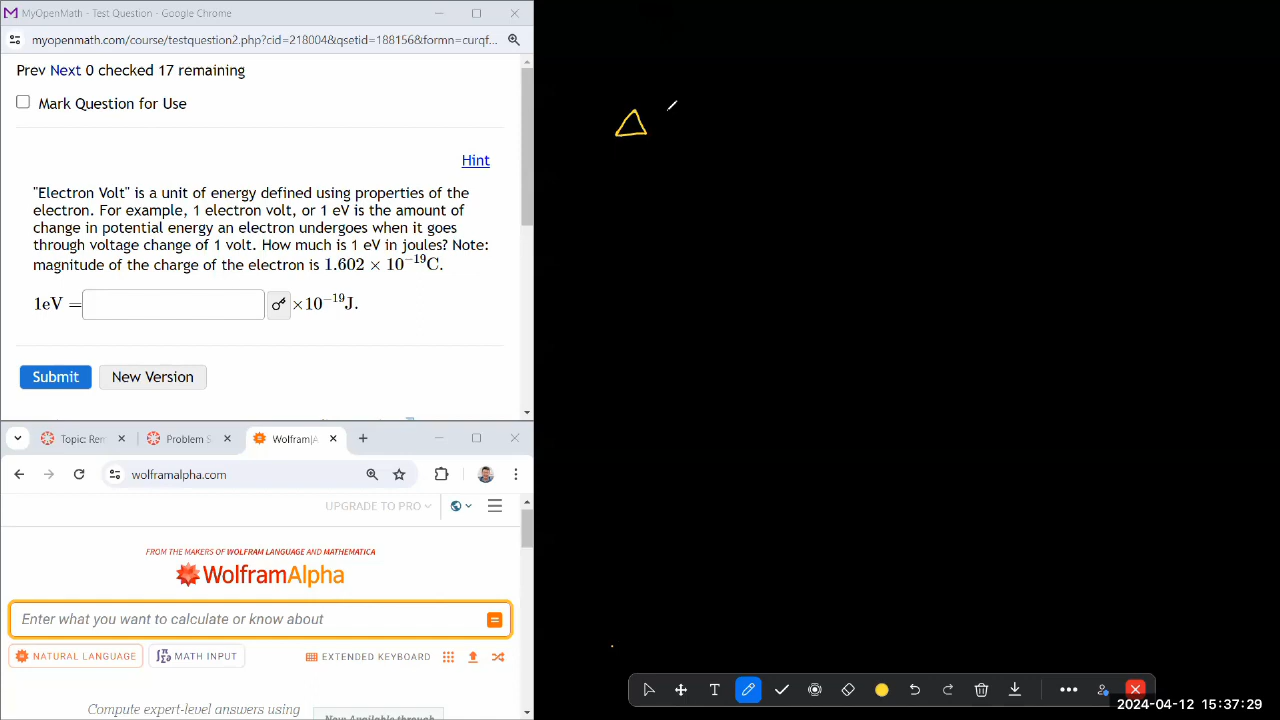 MyOpenMath - Test Question - Google Chrome
myopenmath.com/course/testquestion2.php?cid=218004&qsetid=188156&formn=curqf...
Prev Next 0 checked 17 remaining
Mark Question for Use
Hint
"Electron Volt" is a unit of energy defined using properties of the
electron. For example, 1 electron volt, or 1 eV is the amount of
change in potential energy an electron undergoes when it goes
through voltage change of 1 volt. How much is 1 eV in joules? Note:
magnitude of the charge of the electron is 1.602 × 10⁻¹⁹C.
1eV = ×10⁻¹⁹J.
Submit New Version
Topic: Rem Problem S Wolfram|A
wolframalpha.com
UPGRADE TO PRO
FROM THE MAKERS OF WOLFRAM LANGUAGE AND MATHEMATICA
WolframAlpha
Enter what you want to calculate or know about
NATURAL LANGUAGE MATH INPUT EXTENDED KEYBOARD
Compute expert-level answers using
Now Available through
△
T
2024-04-12 15:37:29